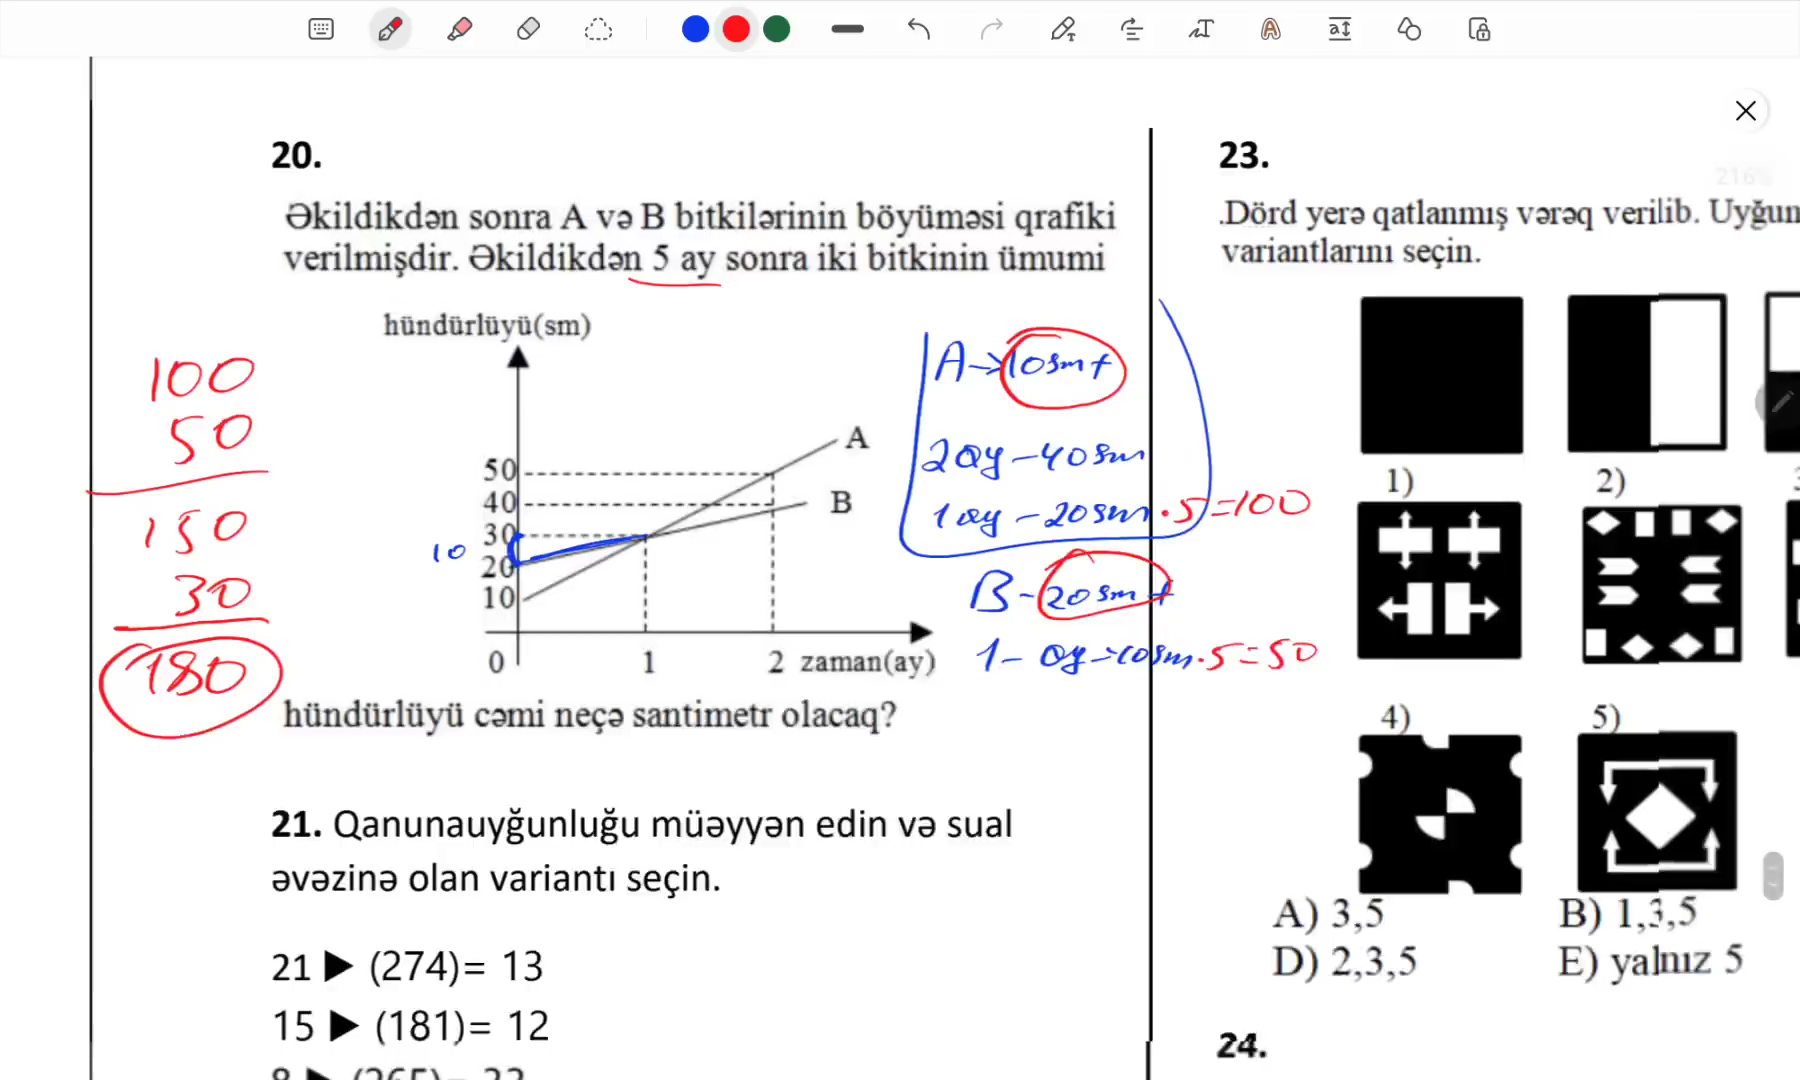 216%
20.
Əkildikdən sonra A və B bitkilərinin böyüməsi qrafiki
verilmişdir. Əkildikdən 5 ay sonra iki bitkinin ümumi
hündürlüyü(sm)
A
50
40
B
30
20
10
0 1 2 zaman(ay)
hündürlüyü cəmi neçə santimetr olacaq?
100
50
150
30
180
10
A→10sm+
2ay-40sm
1ay-20sm·5=100
B-20sm+
1-ay-10sm·5=50
21. Qanunauyğunluğu müəyyən edin və sual
əvəzinə olan variantı seçin.
21 ▶ (274)= 13
15 ▶ (181)= 12
8 ▶ (265)= 23
23.
.Dörd yerə qatlanmış vərəq verilib. Uyğun
variantlarını seçin.
1) 2)
4) 5)
A) 3,5 B) 1,3,5
D) 2,3,5 E) yalnız 5
24.